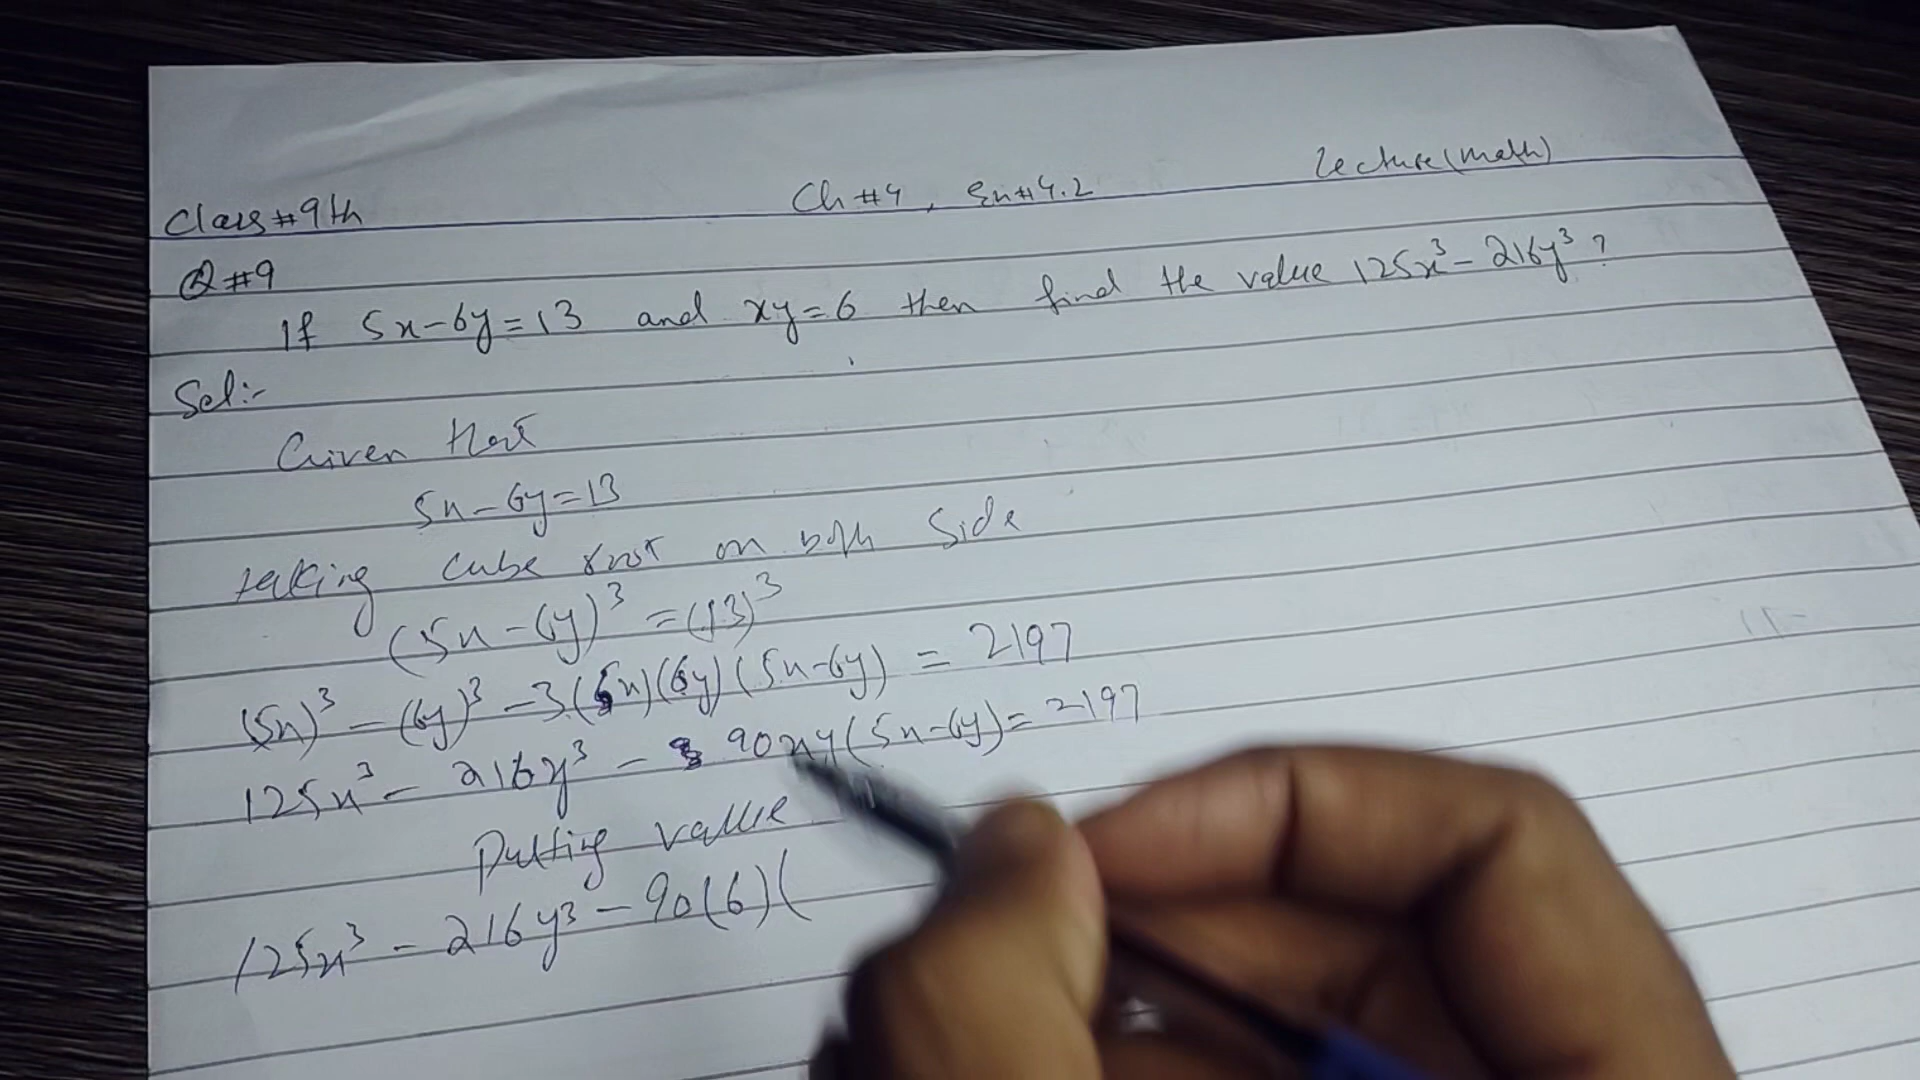 Class#9th Ch#4, Ex#4.2 Lecture(math)
Q#9
If 5x-6y=13 and xy=6 then find the value 125x³-216y³?
Sol:-
Given that
5x-6y=13
taking cube root on both side
(5x-6y)³=(13)³
(5x)³-(6y)³-3(5x)(6y)(5x-6y)=2197
125x³-216y³-90xy(5x-6y)=2197
Putting value
125x³-216y³-90(6)(